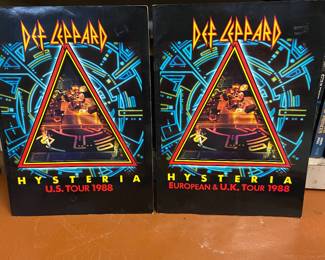 DEF LEPPARD
HYSTERIA
U.S. TOUR 1988
DEF LEPPARD
HYSTERIA
EUROPEAN & U.K. TOUR 1988